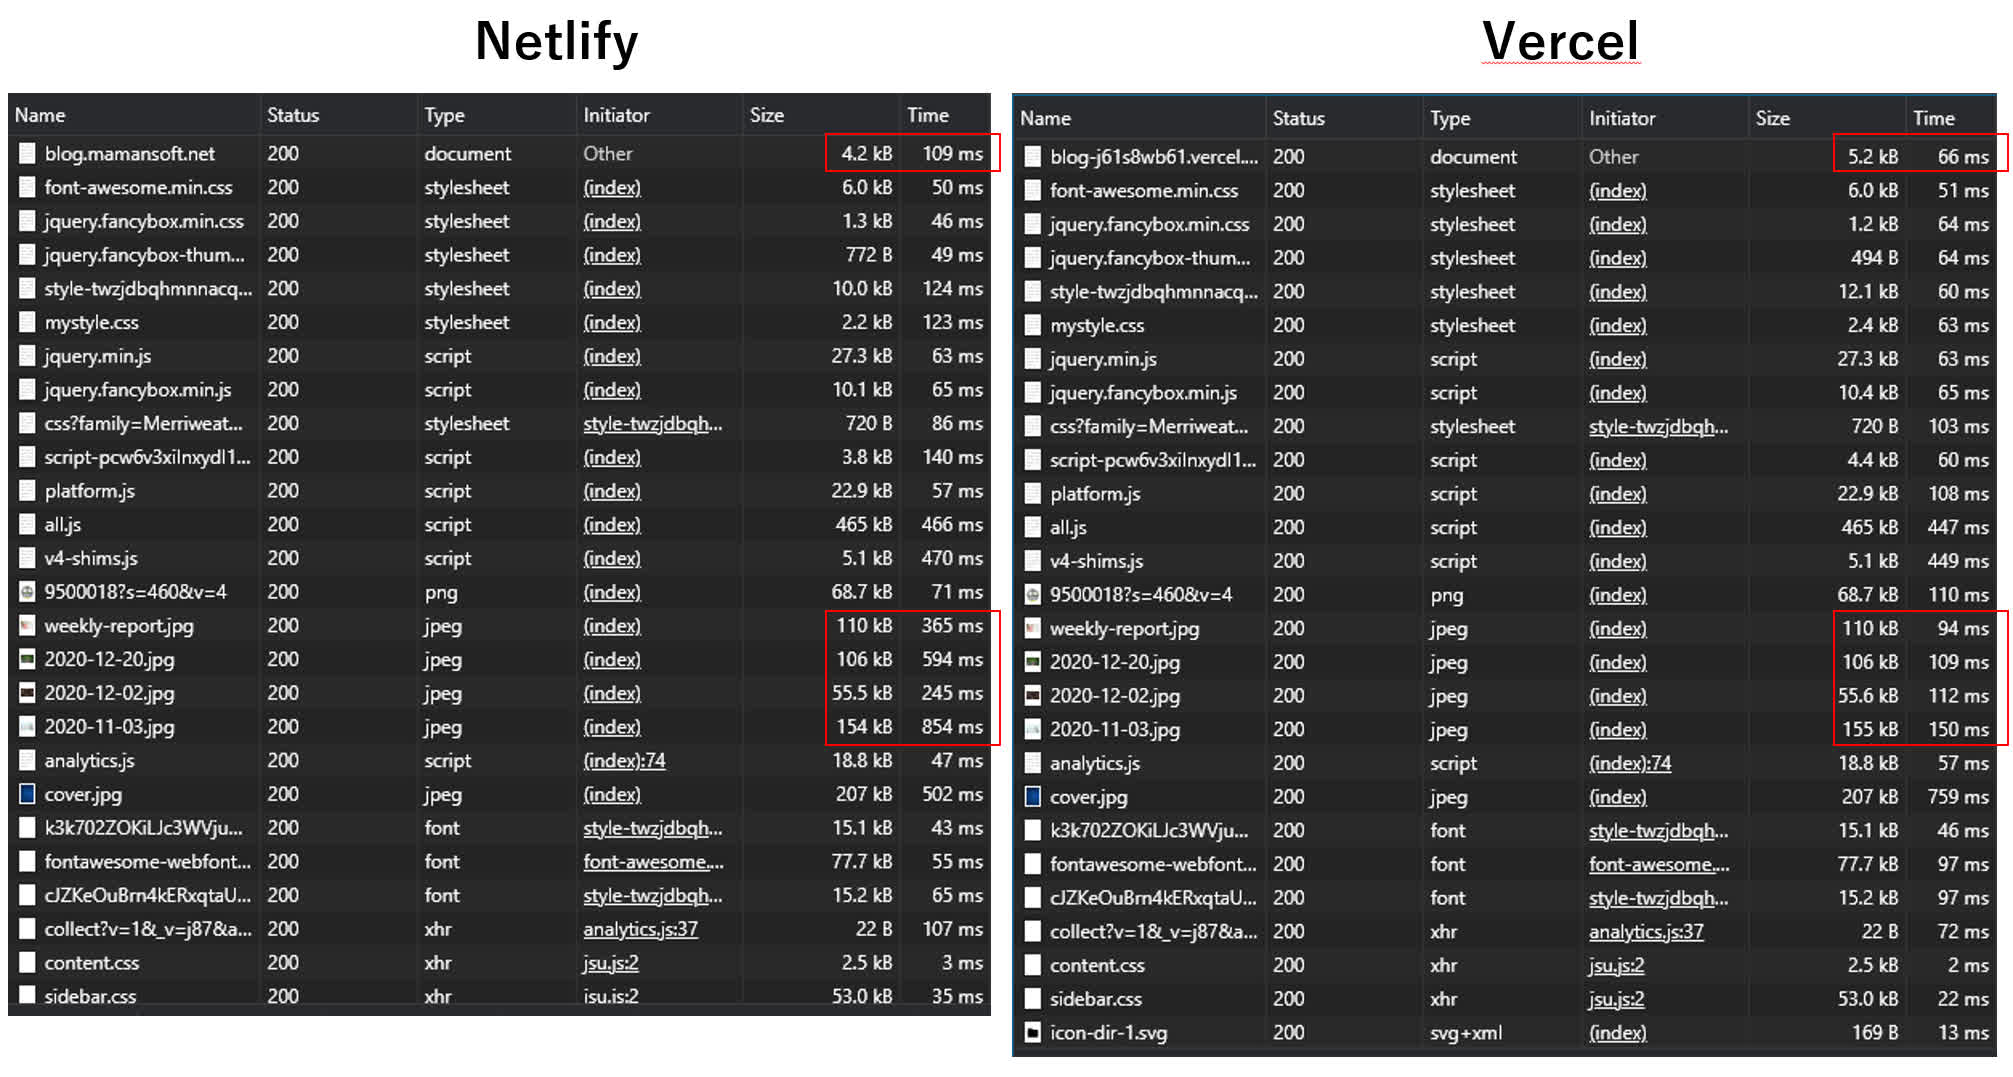 Netlify
Name Status Type Initiator Size Time
blog.mamansoft.net 200 document Other 4.2 kB 109 ms
font-awesome.min.css 200 stylesheet (index) 6.0 kB 50 ms
jquery.fancybox.min.css 200 stylesheet (index) 1.3 kB 46 ms
jquery.fancybox-thum... 200 stylesheet (index) 772 B 49 ms
style-twzjdbqhmnnacq... 200 stylesheet (index) 10.0 kB 124 ms
mystyle.css 200 stylesheet (index) 2.2 kB 123 ms
jquery.min.js 200 script (index) 27.3 kB 63 ms
jquery.fancybox.min.js 200 script (index) 10.1 kB 65 ms
css?family=Merriweat... 200 stylesheet style-twzjdbqh... 720 B 86 ms
script-pcw6v3xilnxydl1... 200 script (index) 3.8 kB 140 ms
platform.js 200 script (index) 22.9 kB 57 ms
all.js 200 script (index) 465 kB 466 ms
v4-shims.js 200 script (index) 5.1 kB 470 ms
9500018?s=460&v=4 200 png (index) 68.7 kB 71 ms
weekly-report.jpg 200 jpeg (index) 110 kB 365 ms
2020-12-20.jpg 200 jpeg (index) 106 kB 594 ms
2020-12-02.jpg 200 jpeg (index) 55.5 kB 245 ms
2020-11-03.jpg 200 jpeg (index) 154 kB 854 ms
analytics.js 200 script (index):74 18.8 kB 47 ms
cover.jpg 200 jpeg (index) 207 kB 502 ms
k3k702ZOKiLJc3WVju... 200 font style-twzjdbqh... 15.1 kB 43 ms
fontawesome-webfont... 200 font font-awesome.... 77.7 kB 55 ms
cJZKeOuBrn4kERxqtaU... 200 font style-twzjdbqh... 15.2 kB 65 ms
collect?v=1&_v=j87&a... 200 xhr analytics.js:37 22 B 107 ms
content.css 200 xhr jsu.js:2 2.5 kB 3 ms
sidebar.css 200 xhr jsu.js:2 53.0 kB 35 ms
Vercel
Name Status Type Initiator Size Time
blog-j61s8wb61.vercel.... 200 document Other 5.2 kB 66 ms
font-awesome.min.css 200 stylesheet (index) 6.0 kB 51 ms
jquery.fancybox.min.css 200 stylesheet (index) 1.2 kB 64 ms
jquery.fancybox-thum... 200 stylesheet (index) 494 B 64 ms
style-twzjdbqhmnnacq... 200 stylesheet (index) 12.1 kB 60 ms
mystyle.css 200 stylesheet (index) 2.4 kB 63 ms
jquery.min.js 200 script (index) 27.3 kB 63 ms
jquery.fancybox.min.js 200 script (index) 10.4 kB 65 ms
css?family=Merriweat... 200 stylesheet style-twzjdbqh... 720 B 103 ms
script-pcw6v3xilnxydl1... 200 script (index) 4.4 kB 60 ms
platform.js 200 script (index) 22.9 kB 108 ms
all.js 200 script (index) 465 kB 447 ms
v4-shims.js 200 script (index) 5.1 kB 449 ms
9500018?s=460&v=4 200 png (index) 68.7 kB 110 ms
weekly-report.jpg 200 jpeg (index) 110 kB 94 ms
2020-12-20.jpg 200 jpeg (index) 106 kB 109 ms
2020-12-02.jpg 200 jpeg (index) 55.6 kB 112 ms
2020-11-03.jpg 200 jpeg (index) 155 kB 150 ms
analytics.js 200 script (index):74 18.8 kB 57 ms
cover.jpg 200 jpeg (index) 207 kB 759 ms
k3k702ZOKiLJc3WVju... 200 font style-twzjdbqh... 15.1 kB 46 ms
fontawesome-webfont... 200 font font-awesome.... 77.7 kB 97 ms
cJZKeOuBrn4kERxqtaU... 200 font style-twzjdbqh... 15.2 kB 97 ms
collect?v=1&_v=j87&a... 200 xhr analytics.js:37 22 B 72 ms
content.css 200 xhr jsu.js:2 2.5 kB 2 ms
sidebar.css 200 xhr jsu.js:2 53.0 kB 22 ms
icon-dir-1.svg 200 svg+xml (index) 169 B 13 ms